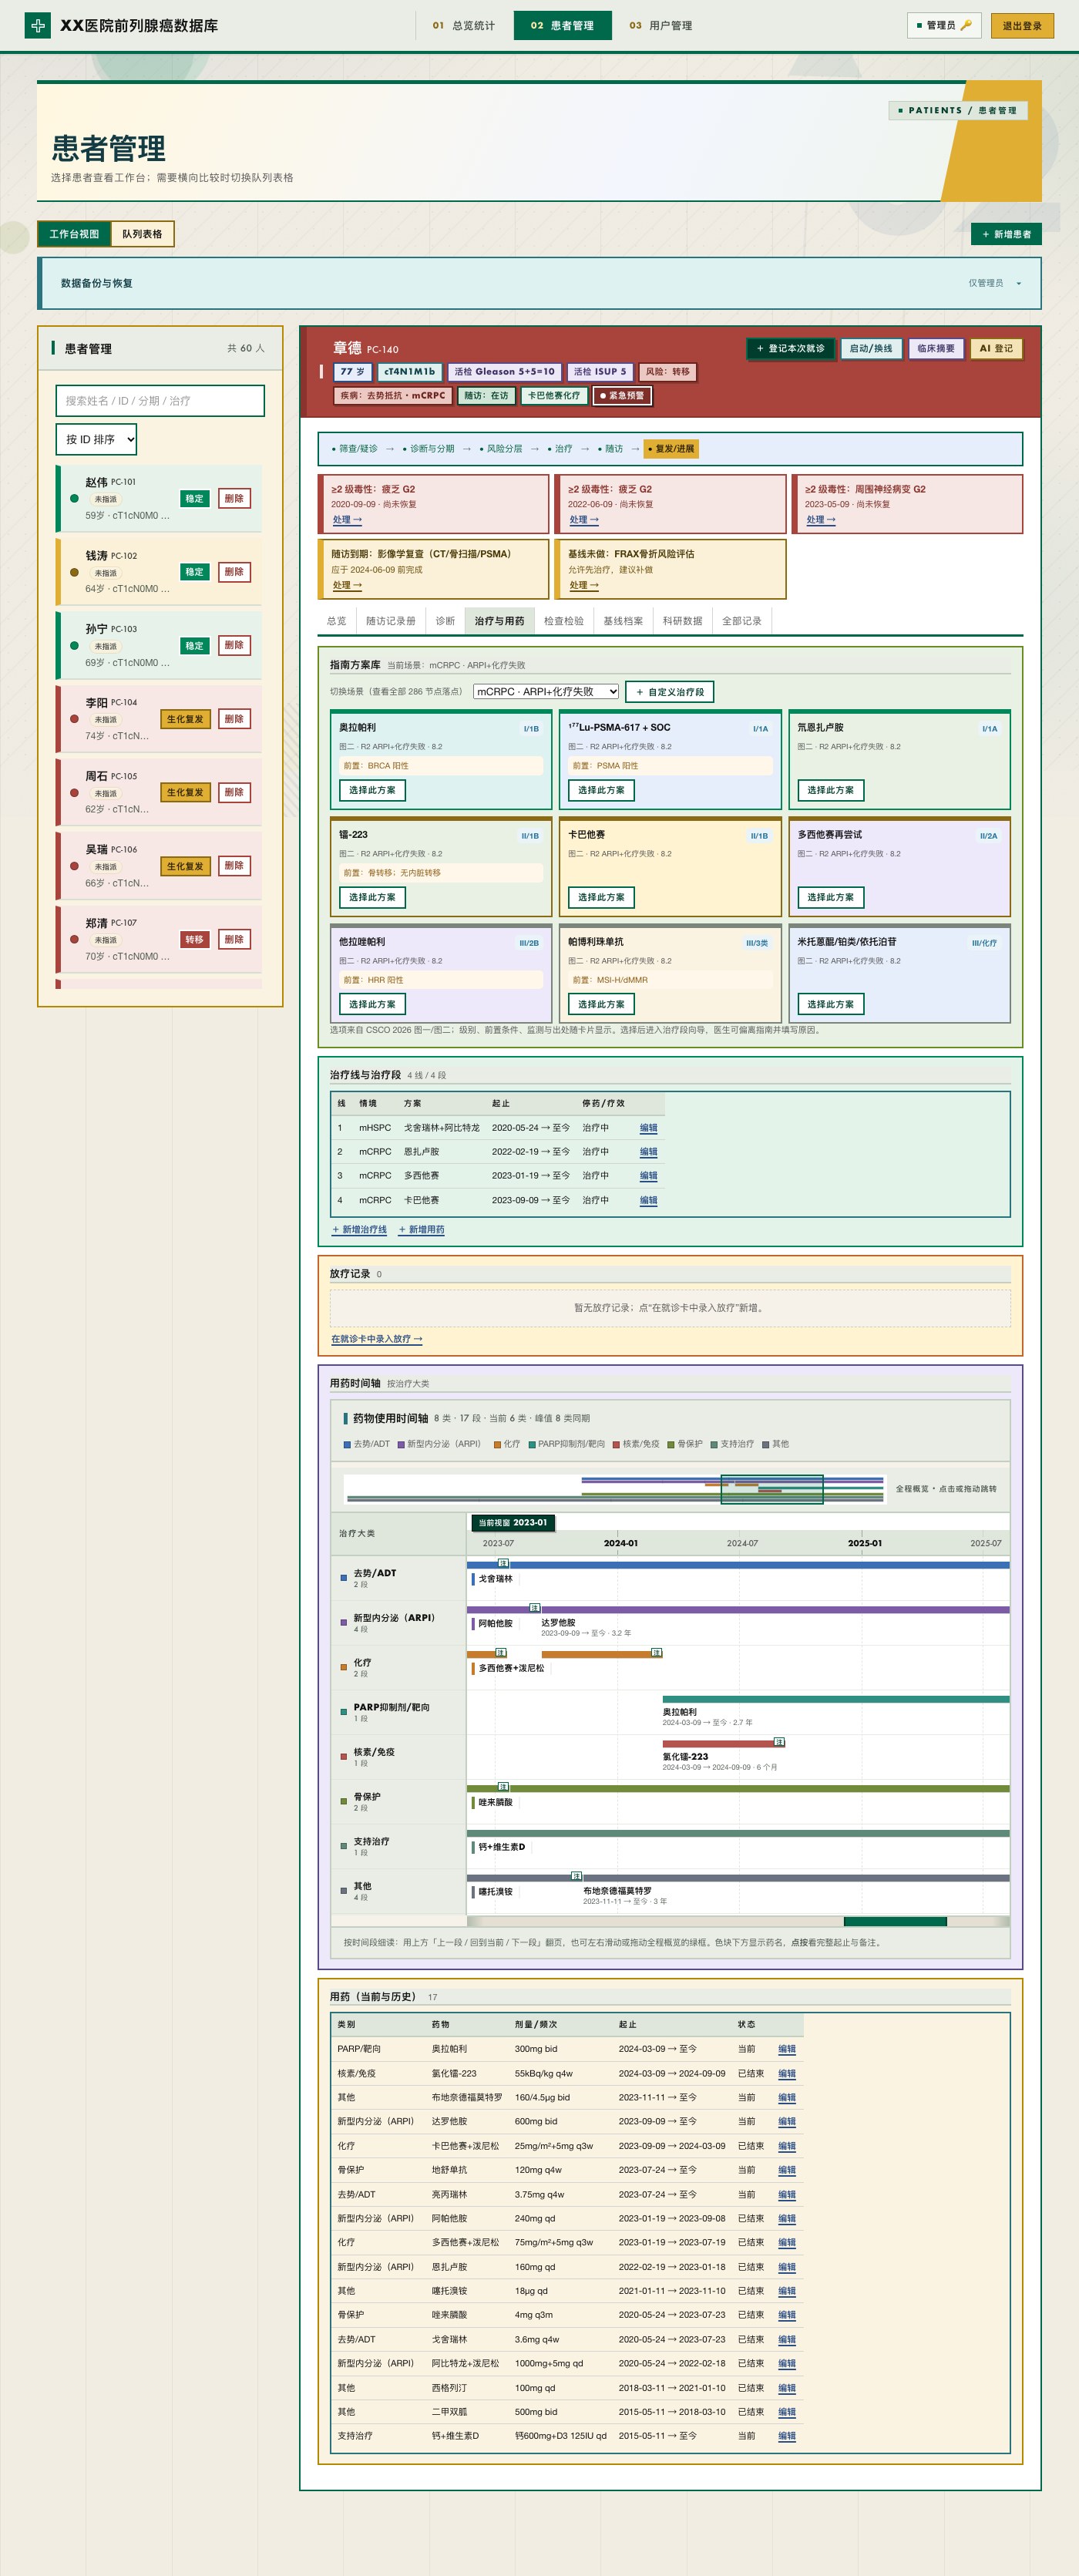 XX医院前列腺癌数据库
01 总览统计
02 患者管理
03 用户管理
管理员
退出登录
PATIENTS / 患者管理
患者管理
选择患者查看工作台；需要横向比较时切换队列表格
工作台视图 队列表格
＋ 新增患者
数据备份与恢复
仅管理员
患者管理 共 60 人
搜索姓名 / ID / 分期 / 治疗
按 ID 排序
赵伟 PC-101
未指派
59岁 · cT1cN0M0 ...
稳定 删除
钱涛 PC-102
未指派
64岁 · cT1cN0M0 ...
稳定 删除
孙宁 PC-103
未指派
69岁 · cT1cN0M0 ...
稳定 删除
李阳 PC-104
未指派
74岁 · cT1cN...
生化复发 删除
周石 PC-105
未指派
62岁 · cT1cN...
生化复发 删除
吴瑞 PC-106
未指派
66岁 · cT1cN...
生化复发 删除
郑清 PC-107
未指派
70岁 · cT1cN0M0 ...
转移 删除
章德 PC-140
＋ 登记本次就诊 启动/换线 临床摘要 AI 登记
77 岁 cT4N1M1b 活检 Gleason 5+5=10 活检 ISUP 5 风险：转移
疾病：去势抵抗 · mCRPC 随访：在访 卡巴他赛化疗 紧急预警
• 筛查/疑诊 → • 诊断与分期 → • 风险分层 → • 治疗 → • 随访 → • 复发/进展
≥2 级毒性：疲乏 G2
2020-09-09 · 尚未恢复
处理 →
≥2 级毒性：疲乏 G2
2022-06-09 · 尚未恢复
处理 →
≥2 级毒性：周围神经病变 G2
2023-05-09 · 尚未恢复
处理 →
随访到期：影像学复查（CT/骨扫描/PSMA）
应于 2024-06-09 前完成
处理 →
基线未做：FRAX骨折风险评估
允许先治疗，建议补做
处理 →
总览 随访记录册 诊断 治疗与用药 检查检验 基线档案 科研数据 全部记录
指南方案库 当前场景：mCRPC · ARPI+化疗失败
切换场景（查看全部 286 节点落点） mCRPC · ARPI+化疗失败 ＋ 自定义治疗段
奥拉帕利 I/1B
图二 · R2 ARPI+化疗失败 · 8.2
前置：BRCA 阳性
选择此方案
¹⁷⁷Lu-PSMA-617 + SOC I/1A
图二 · R2 ARPI+化疗失败 · 8.2
前置：PSMA 阳性
选择此方案
氘恩扎卢胺 I/1A
图二 · R2 ARPI+化疗失败 · 8.2
选择此方案
镭-223 II/1B
图二 · R2 ARPI+化疗失败 · 8.2
前置：骨转移；无内脏转移
选择此方案
卡巴他赛 II/1B
图二 · R2 ARPI+化疗失败 · 8.2
选择此方案
多西他赛再尝试 II/2A
图二 · R2 ARPI+化疗失败 · 8.2
选择此方案
他拉唑帕利 III/2B
图二 · R2 ARPI+化疗失败 · 8.2
前置：HRR 阳性
选择此方案
帕博利珠单抗 III/3类
图二 · R2 ARPI+化疗失败 · 8.2
前置：MSI-H/dMMR
选择此方案
米托蒽醌/铂类/依托泊苷 III/化疗
图二 · R2 ARPI+化疗失败 · 8.2
选择此方案
选项来自 CSCO 2026 图一/图二；级别、前置条件、监测与出处随卡片显示。选择后进入治疗段向导，医生可偏离指南并填写原因。
治疗线与治疗段 4 线 / 4 段
线 情境 方案 起止 停药/疗效
1 mHSPC 戈舍瑞林+阿比特龙 2020-05-24 → 至今 治疗中 编辑
2 mCRPC 恩扎卢胺 2022-02-19 → 至今 治疗中 编辑
3 mCRPC 多西他赛 2023-01-19 → 至今 治疗中 编辑
4 mCRPC 卡巴他赛 2023-09-09 → 至今 治疗中 编辑
＋ 新增治疗线 ＋ 新增用药
放疗记录 0
暂无放疗记录；点“在就诊卡中录入放疗”新增。
在就诊卡中录入放疗 →
用药时间轴 按治疗大类
药物使用时间轴 8 类 · 17 段 · 当前 6 类 · 峰值 8 类同期
去势/ADT 新型内分泌（ARPI） 化疗 PARP抑制剂/靶向 核素/免疫 骨保护 支持治疗 其他
全程概览 · 点击或拖动跳转
治疗大类
当前视窗 2023-01
2023-07 2024-01 2024-07 2025-01 2025-07
去势/ADT
2 段
注
戈舍瑞林
新型内分泌（ARPI）
4 段
注
阿帕他胺 达罗他胺
2023-09-09 → 至今 · 3.2 年
化疗
2 段
注 注
多西他赛+泼尼松
PARP抑制剂/靶向
1 段
奥拉帕利
2024-03-09 → 至今 · 2.7 年
核素/免疫
1 段
注
氯化镭-223
2024-03-09 → 2024-09-09 · 6 个月
骨保护
2 段
注
唑来膦酸
支持治疗
1 段
钙+维生素D
其他
4 段
注
噻托溴铵 布地奈德福莫特罗
2023-11-11 → 至今 · 3 年
按时间段细读：用上方「上一段 / 回到当前 / 下一段」翻页，也可左右滑动或拖动全程概览的绿框。色块下方显示药名，点按看完整起止与备注。
用药（当前与历史） 17
类别 药物 剂量/频次 起止 状态
PARP/靶向 奥拉帕利 300mg bid 2024-03-09 → 至今 当前 编辑
核素/免疫 氯化镭-223 55kBq/kg q4w 2024-03-09 → 2024-09-09 已结束 编辑
其他 布地奈德福莫特罗 160/4.5μg bid 2023-11-11 → 至今 当前 编辑
新型内分泌（ARPI） 达罗他胺 600mg bid 2023-09-09 → 至今 当前 编辑
化疗 卡巴他赛+泼尼松 25mg/m²+5mg q3w 2023-09-09 → 2024-03-09 已结束 编辑
骨保护 地舒单抗 120mg q4w 2023-07-24 → 至今 当前 编辑
去势/ADT 亮丙瑞林 3.75mg q4w 2023-07-24 → 至今 当前 编辑
新型内分泌（ARPI） 阿帕他胺 240mg qd 2023-01-19 → 2023-09-08 已结束 编辑
化疗 多西他赛+泼尼松 75mg/m²+5mg q3w 2023-01-19 → 2023-07-19 已结束 编辑
新型内分泌（ARPI） 恩扎卢胺 160mg qd 2022-02-19 → 2023-01-18 已结束 编辑
其他 噻托溴铵 18μg qd 2021-01-11 → 2023-11-10 已结束 编辑
骨保护 唑来膦酸 4mg q3m 2020-05-24 → 2023-07-23 已结束 编辑
去势/ADT 戈舍瑞林 3.6mg q4w 2020-05-24 → 2023-07-23 已结束 编辑
新型内分泌（ARPI） 阿比特龙+泼尼松 1000mg+5mg qd 2020-05-24 → 2022-02-18 已结束 编辑
其他 西格列汀 100mg qd 2018-03-11 → 2021-01-10 已结束 编辑
其他 二甲双胍 500mg bid 2015-05-11 → 2018-03-10 已结束 编辑
支持治疗 钙+维生素D 钙600mg+D3 125IU qd 2015-05-11 → 至今 当前 编辑